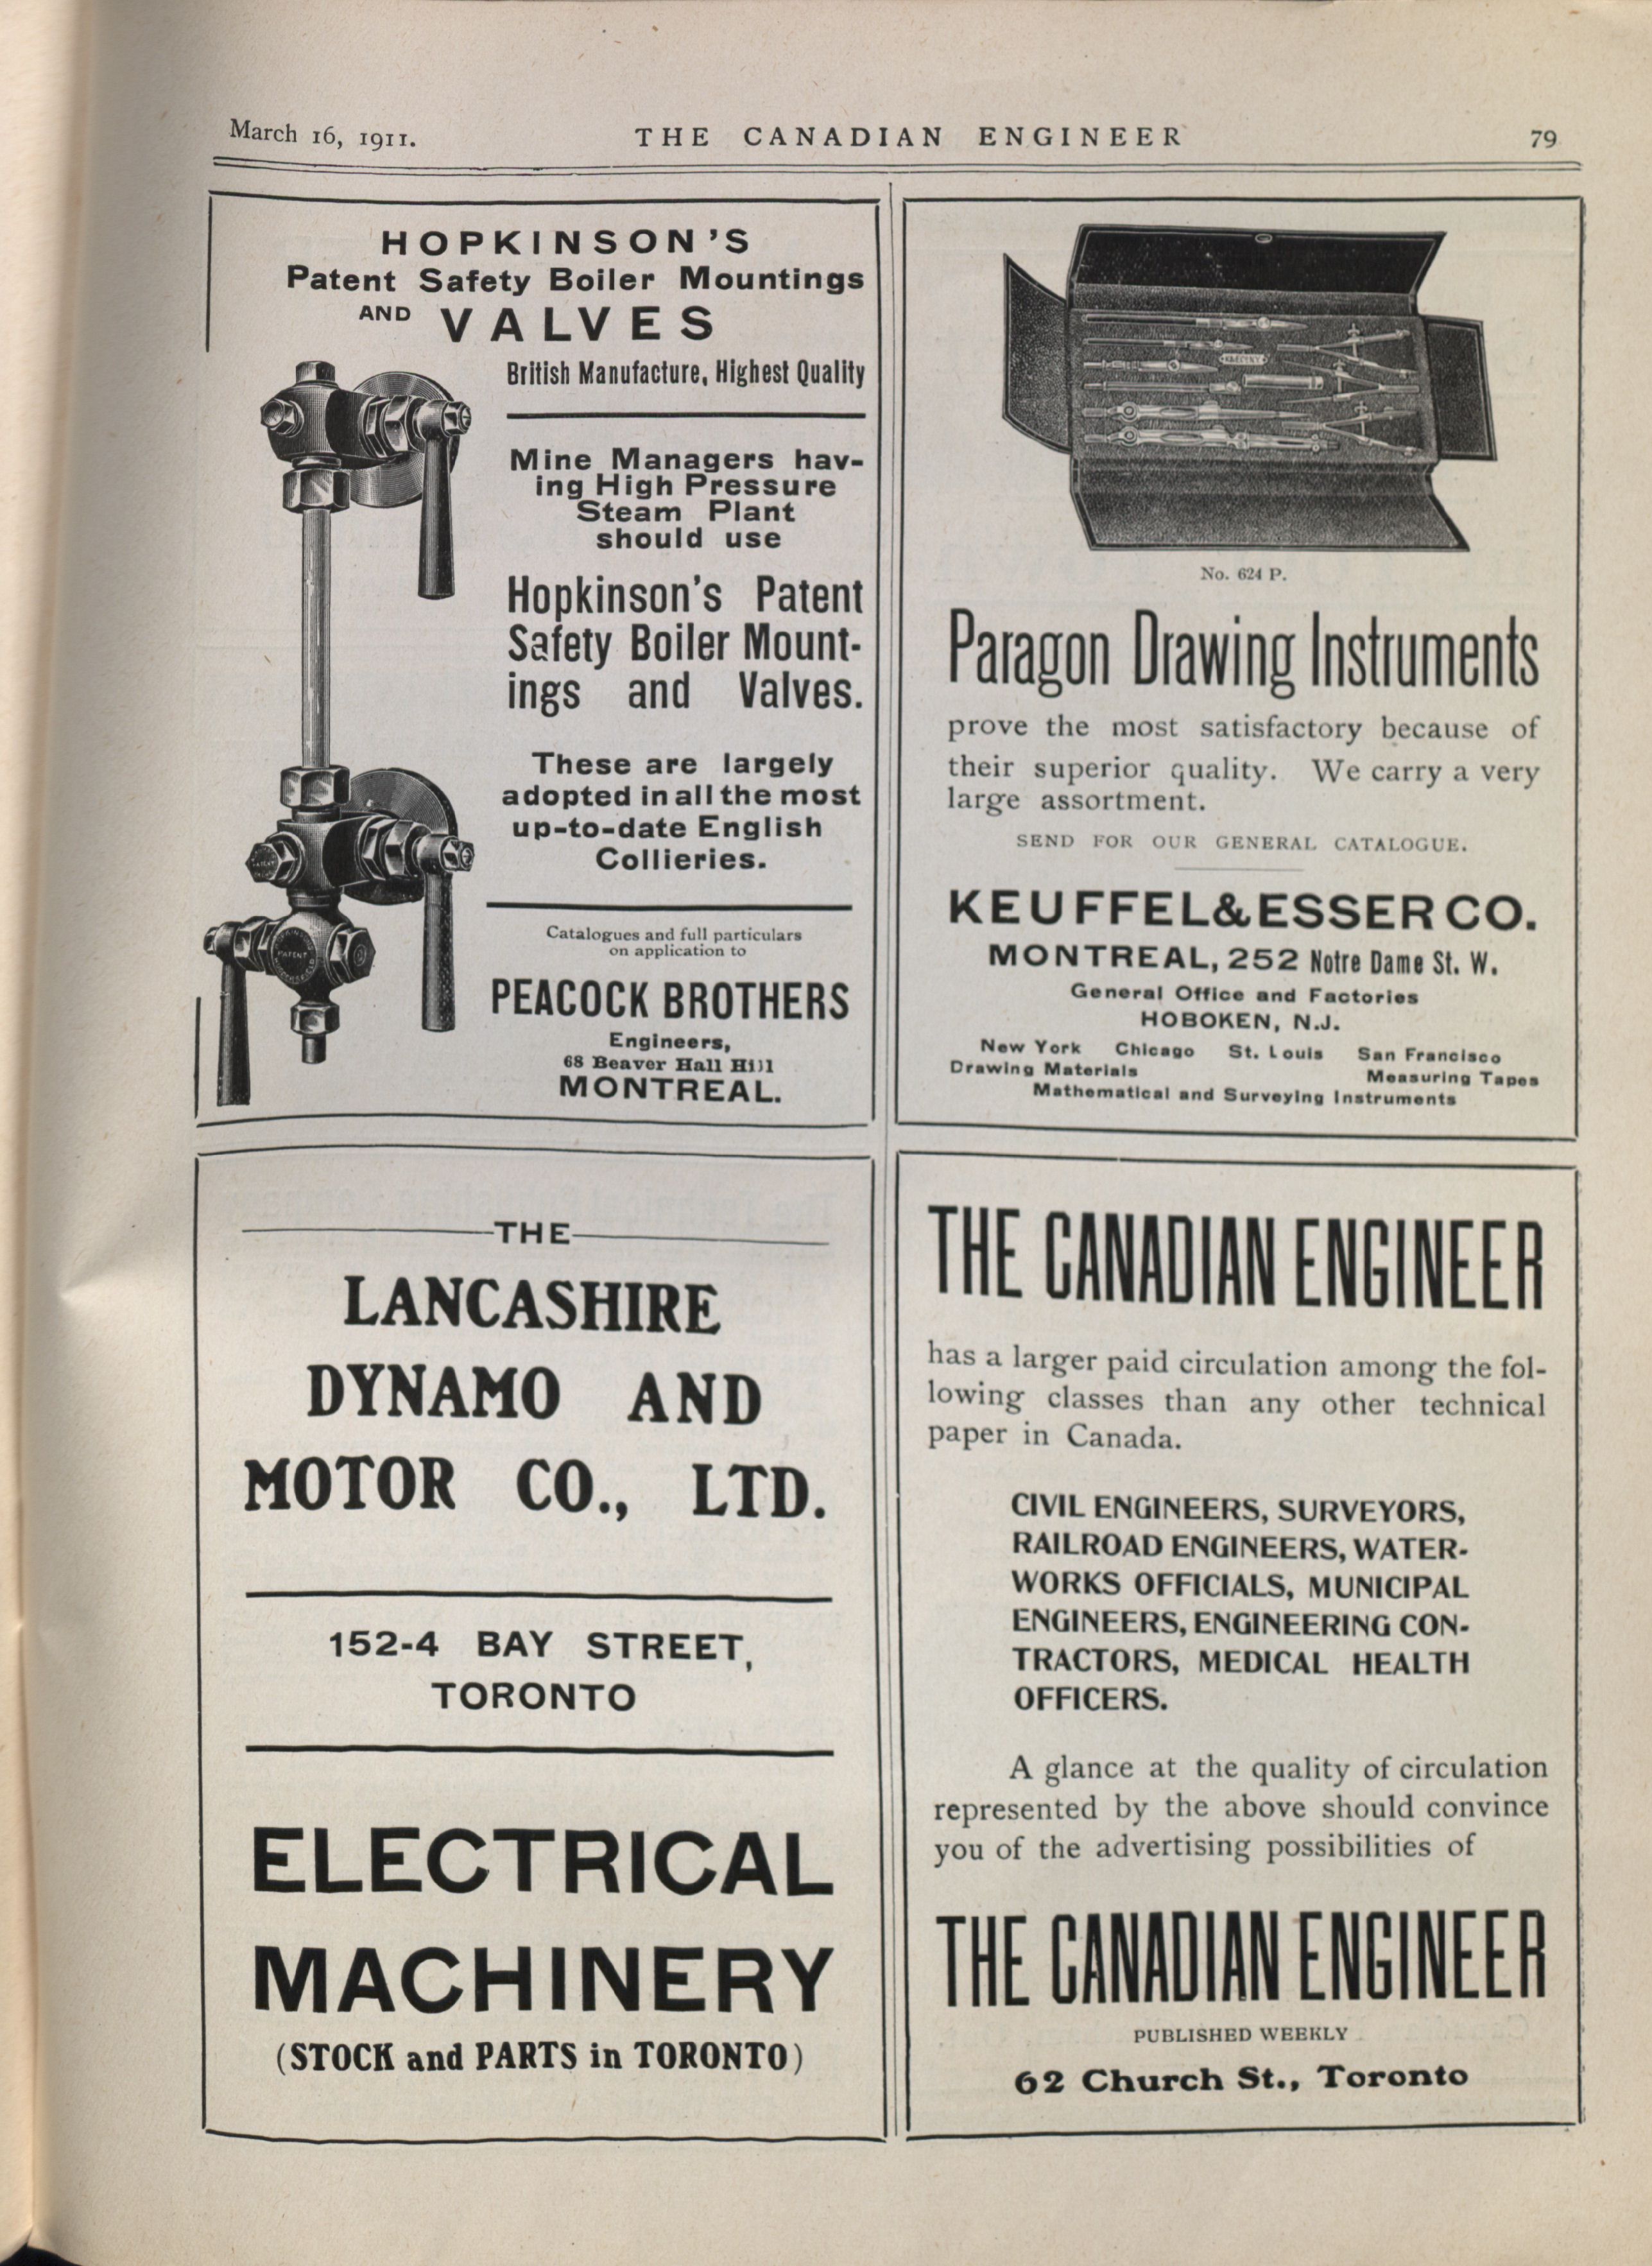 March 16, 1911.
THE CANADIAN ENGINEER
79
HOPKINSON'S
Patent Safety Boiler Mountings
AND VALVES
British Manufacture, Highest Quality
Mine Managers hav-
ing High Pressure
Steam Plant
should use
Hopkinson's Patent
Safety Boiler Mount-
ings and Valves.
These are largely
adopted in all the most
up-to-date English
Collieries.
Catalogues and full particulars
on application to
PEACOCK BROTHERS
Engineers,
68 Beaver Hall Hill
MONTREAL.
PATENT
No. 624 P.
Paragon Drawing Instruments
prove the most satisfactory because of
their superior quality. We carry a very
large assortment.
SEND FOR OUR GENERAL CATALOGUE.
KEUFFEL & ESSER CO.
MONTREAL, 252 Notre Dame St. W.
General Office and Factories
HOBOKEN, N.J.
New York Chicago St. Louis San Francisco
Drawing Materials Measuring Tapes
Mathematical and Surveying Instruments
THE
LANCASHIRE
DYNAMO AND
MOTOR CO., LTD.
152-4 BAY STREET,
TORONTO
ELECTRICAL
MACHINERY
(STOCK and PARTS in TORONTO)
THE CANADIAN ENGINEER
has a larger paid circulation among the fol-
lowing classes than any other technical
paper in Canada.
CIVIL ENGINEERS, SURVEYORS,
RAILROAD ENGINEERS, WATER-
WORKS OFFICIALS, MUNICIPAL
ENGINEERS, ENGINEERING CON-
TRACTORS, MEDICAL HEALTH
OFFICERS.
A glance at the quality of circulation
represented by the above should convince
you of the advertising possibilities of
THE CANADIAN ENGINEER
PUBLISHED WEEKLY
62 Church St., Toronto